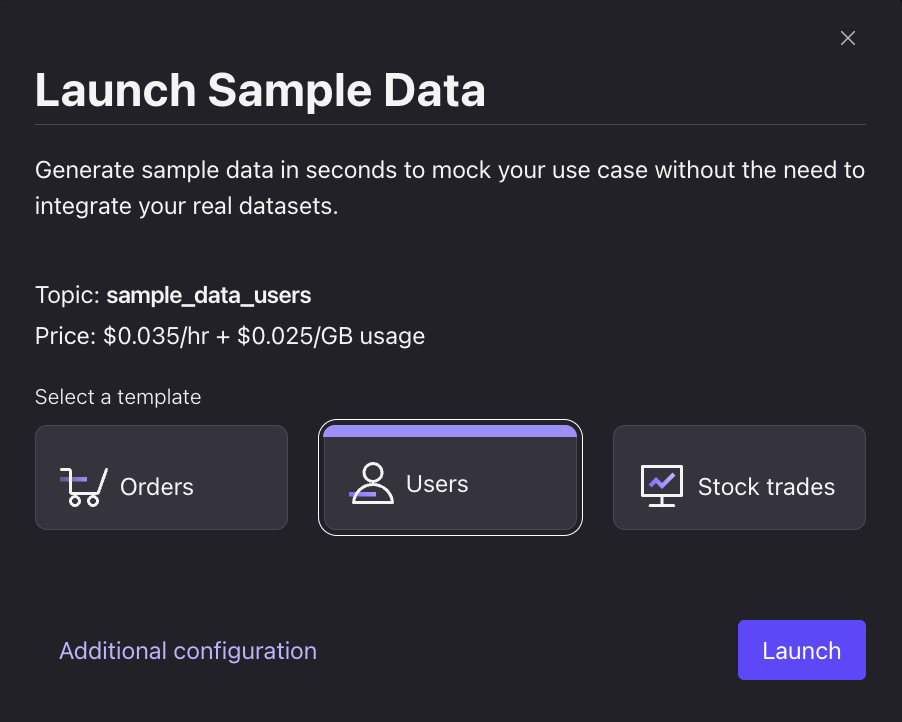 Launch Sample Data
Generate sample data in seconds to mock your use case without the need to
integrate your real datasets.
Topic: sample_data_users
Price: $0.035/hr + $0.025/GB usage
Select a template
Orders
Users
Stock trades
Additional configuration
Launch